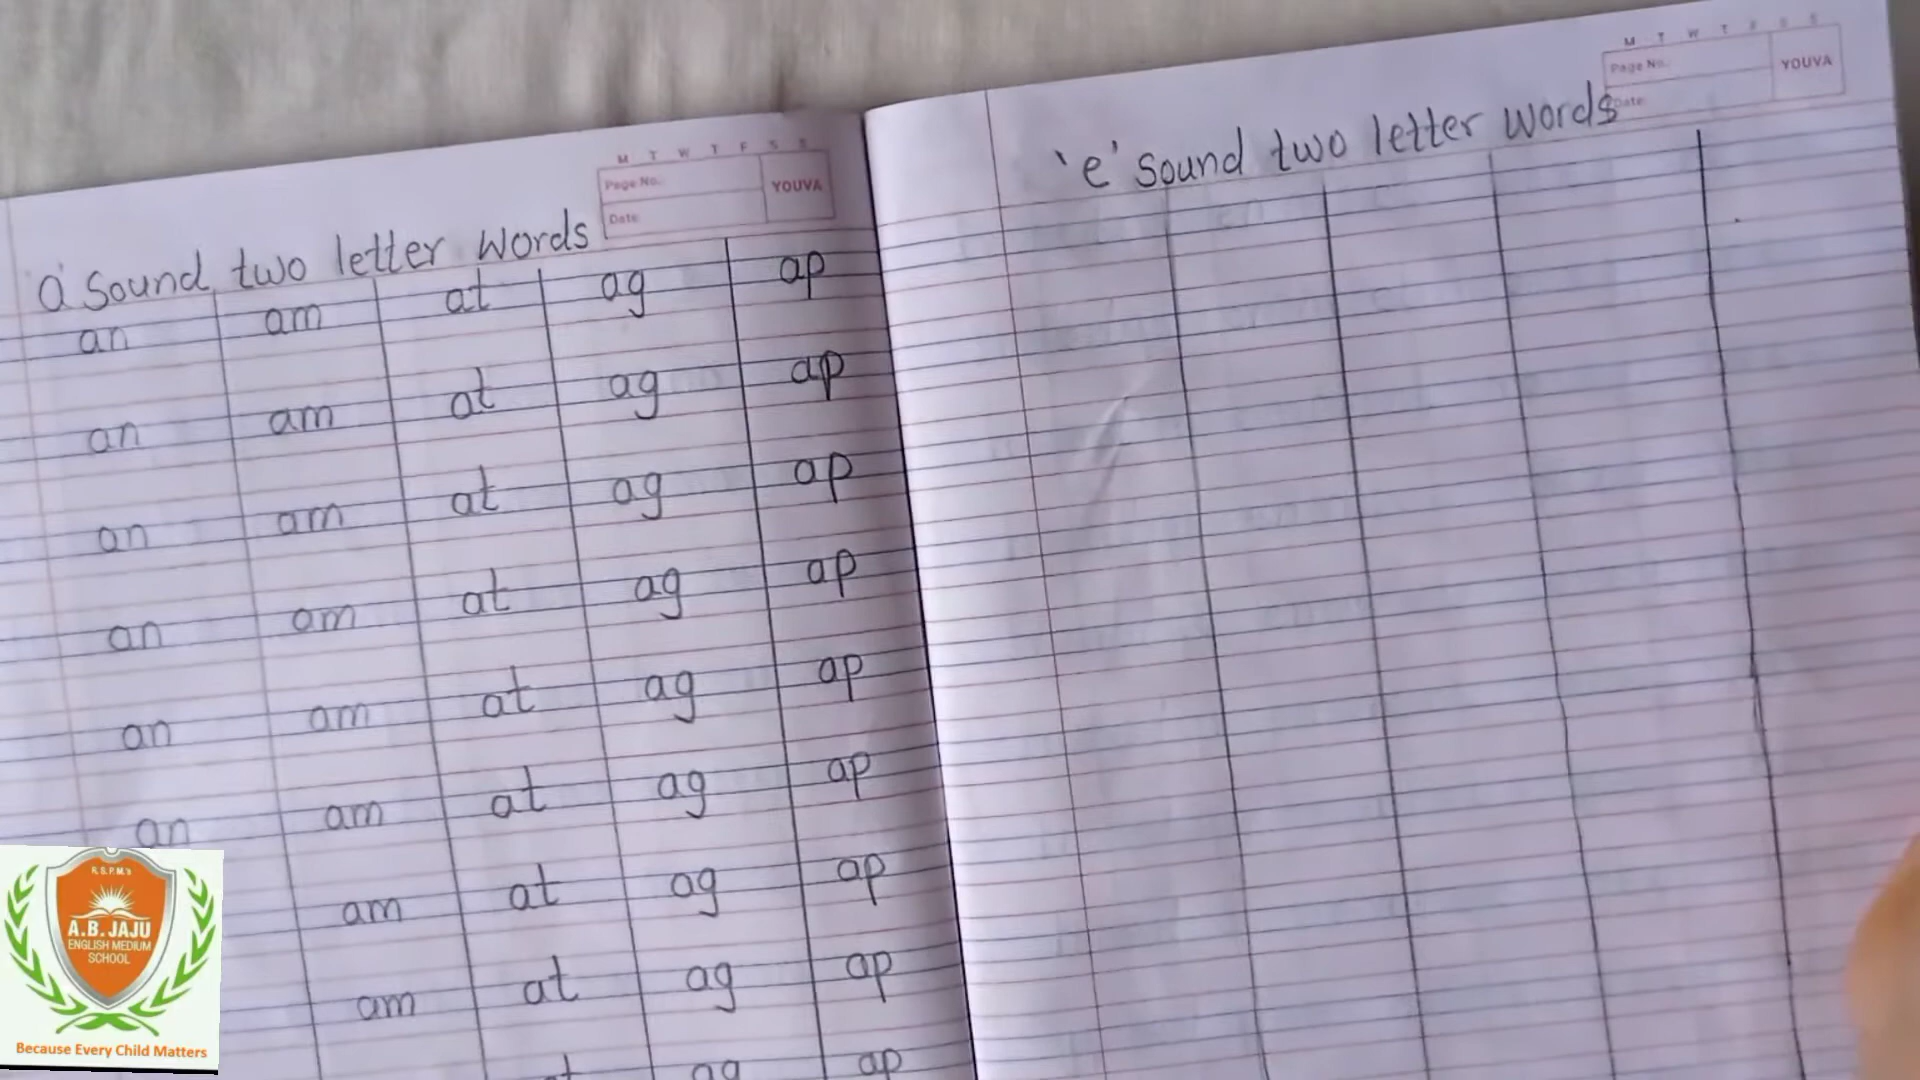 M T W T F S S
Page No.
YOUVA
Date
'a' Sound two letter words
an am at ag ap
an am at ag ap
an am at ag ap
an am at ag ap
an am at ag ap
an am at ag ap
am at ag ap
am at ag ap
at ag ap
M T W T F S S
Page No.
YOUVA
Date
'e' Sound two letter words
R.S.P.M's
A.B. JAJU
ENGLISH MEDIUM
SCHOOL
Because Every Child Matters